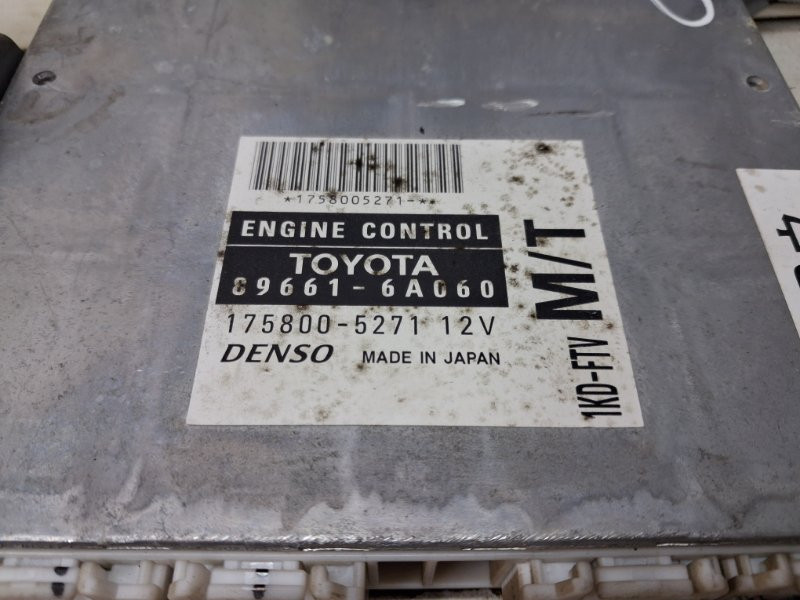 *1758005271-*
ENGINE CONTROL
TOYOTA
89661-6A060
175800-5271 12V
DENSO MADE IN JAPAN
M/T
1KD-FTV